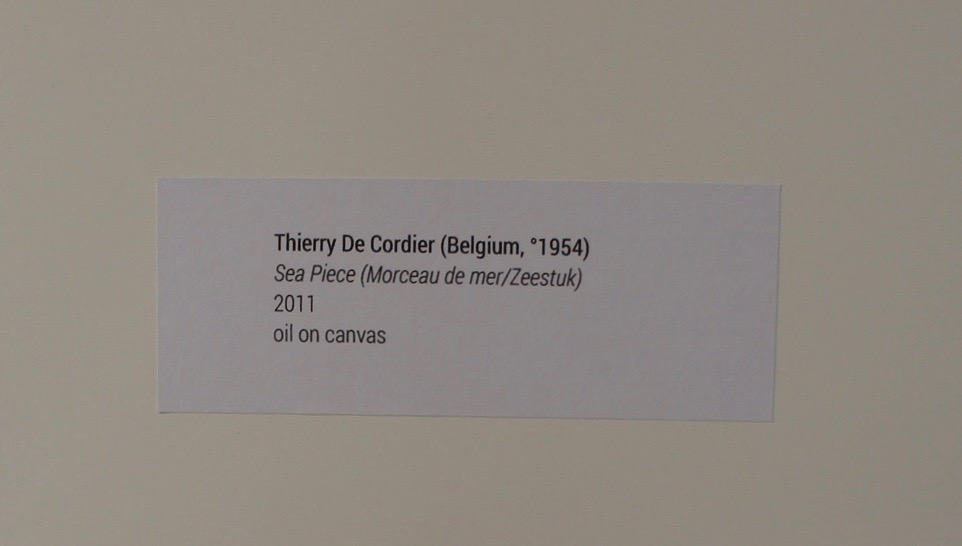 Thierry De Cordier (Belgium, °1954)
Sea Piece (Morceau de mer/Zeestuk)
2011
oil on canvas